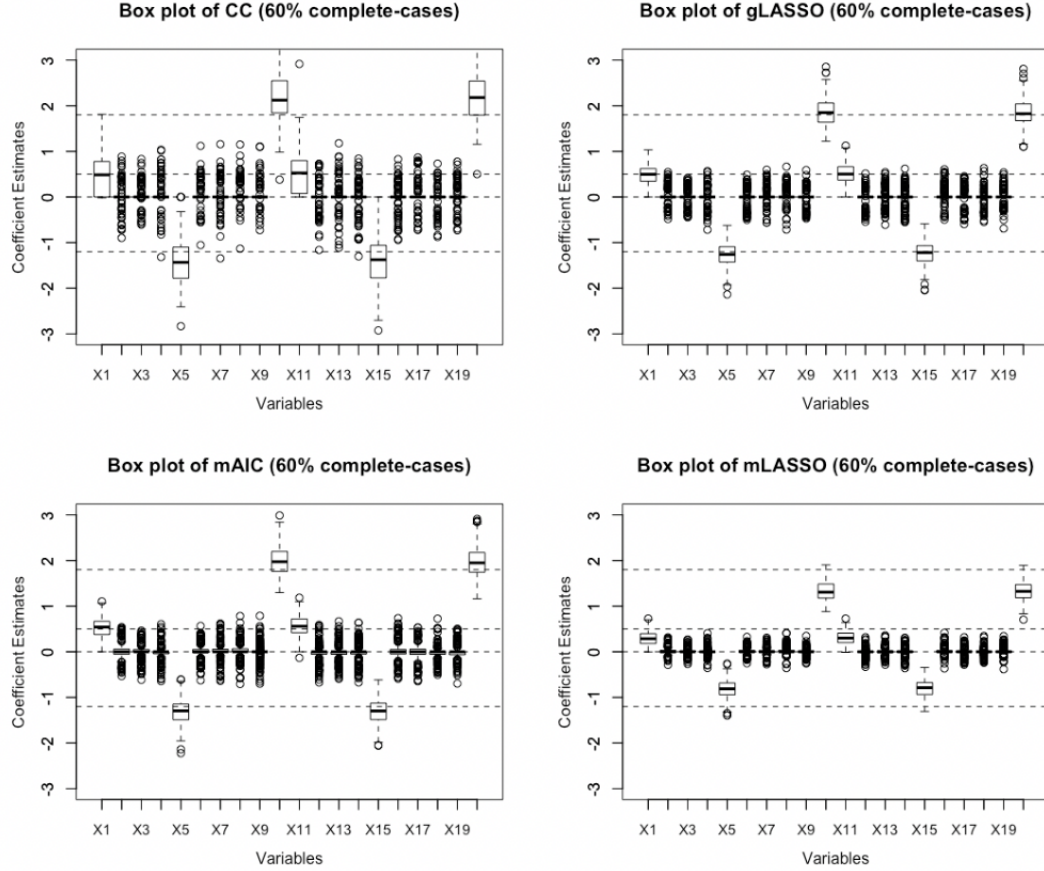 Box plot of CC (60% complete-cases)
Coefficient Estimates
3
2
1
0
-1
-2
-3
X1 X3 X5 X7 X9 X11 X13 X15 X17 X19
Variables
Box plot of gLASSO (60% complete-cases)
Coefficient Estimates
3
2
1
0
-1
-2
-3
X1 X3 X5 X7 X9 X11 X13 X15 X17 X19
Variables
Box plot of mAIC (60% complete-cases)
Coefficient Estimates
3
2
1
0
-1
-2
-3
X1 X3 X5 X7 X9 X11 X13 X15 X17 X19
Variables
Box plot of mLASSO (60% complete-cases)
Coefficient Estimates
3
2
1
0
-1
-2
-3
X1 X3 X5 X7 X9 X11 X13 X15 X17 X19
Variables